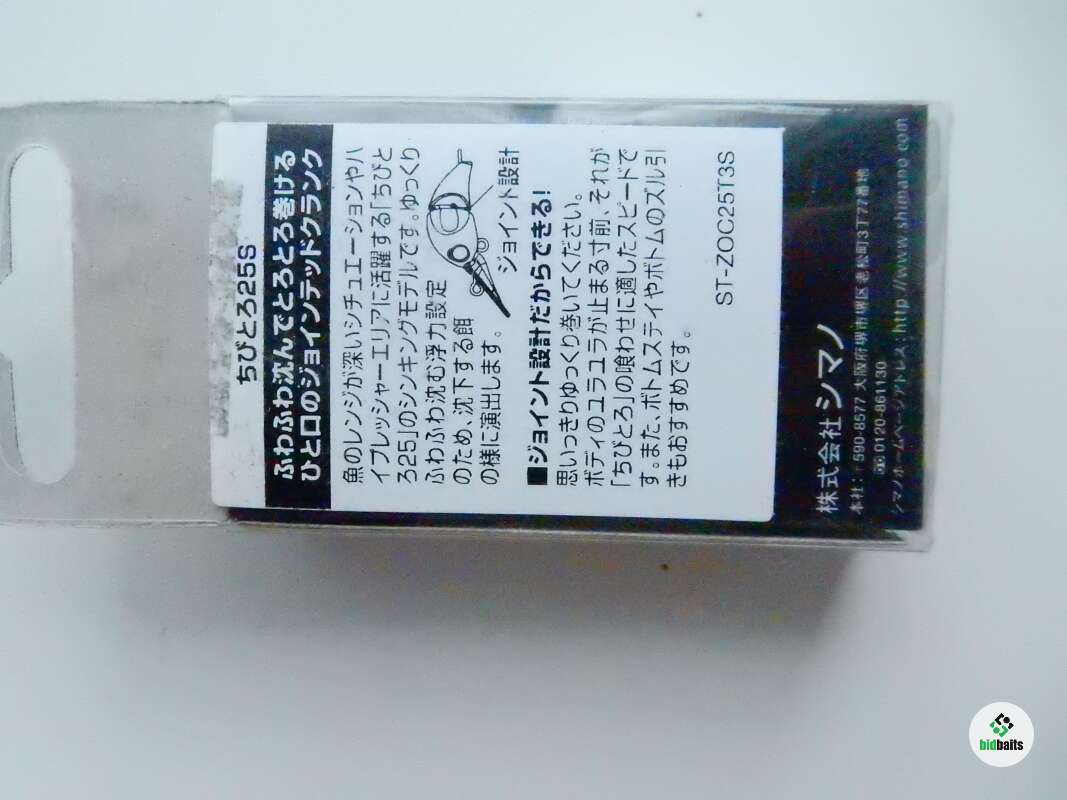 ちびとろ25S
ふわふわ沈んでとろとろ巻ける
ひと口のジョインテッドクランク
魚のレンジが深いシチュエーションやハ
イプレッシャーエリアに活躍する「ちびと
ろ25」のシンキングモデルです。ゆっくり
ふわふわ沈む浮力設定
のため、沈下する餌
の様に演出します。
ジョイント設計
■ジョイント設計だからできる!
思いっきりゆっくり巻いてください。
ボディのユラユラが止まる寸前、それが
「ちびとろ」の喰わせに適したスピードで
す。また、ボトムステイやボトムのズル引
きもおすすめです。
ST-ZOC25T3S
株式会社シマノ
本社:〒590-8577 大阪府堺市堺区老松町3丁77番地
0120-861130
シマノホームページアドレス:http://www.shimano.com
bidbaits